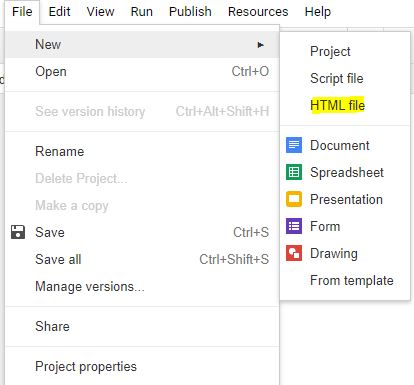 File Edit View Run Publish Resources Help
New
Open Ctrl+O
See version history Ctrl+Alt+Shift+H
Rename
Delete Project...
Make a copy
Save Ctrl+S
Save all Ctrl+Shift+S
Manage versions...
Share
Project properties
Project
Script file
HTML file
Document
Spreadsheet
Presentation
Form
Drawing
From template